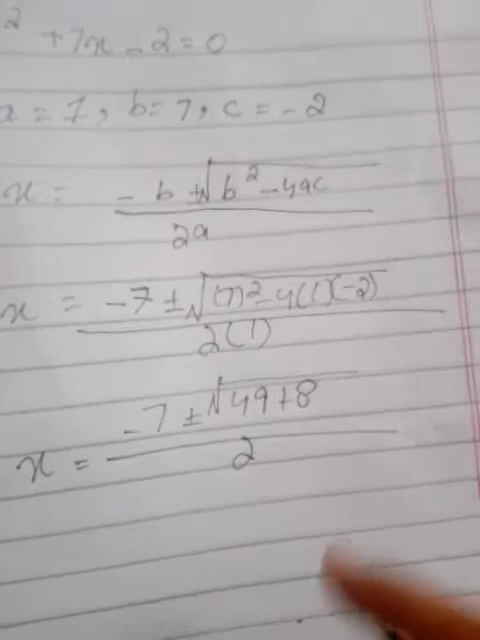 ² + 7x - 2 = 0
a = 1, b = 7, c = -2
x = -b ± √b² - 4ac / 2a
x = -7 ± √(7)² - 4(1)(-2) / 2(1)
x = -7 ± √49 + 8 / 2